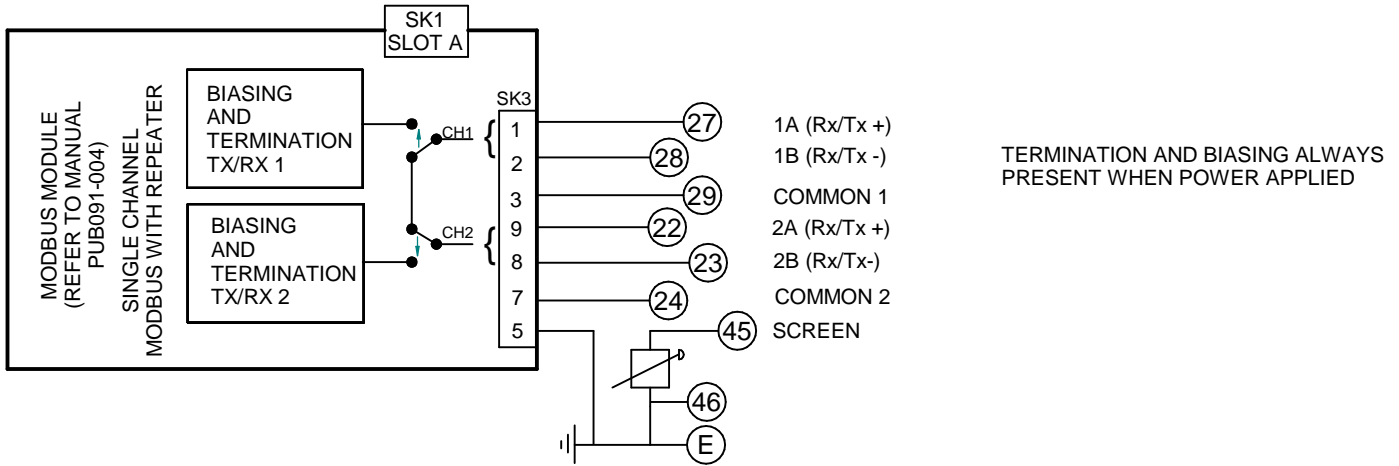 SK1
SLOT A
MODBUS MODULE
(REFER TO MANUAL
PUB091-004)
SINGLE CHANNEL
MODBUS WITH REPEATER
BIASING
AND
TERMINATION
TX/RX 1
BIASING
AND
TERMINATION
TX/RX 2
CH1
CH2
{
{
SK3
1
2
3
9
8
7
5
27
28
29
22
23
24
45
46
E
1A (Rx/Tx +)
1B (Rx/Tx -)
COMMON 1
2A (Rx/Tx +)
2B (Rx/Tx-)
COMMON 2
SCREEN
TERMINATION AND BIASING ALWAYS
PRESENT WHEN POWER APPLIED